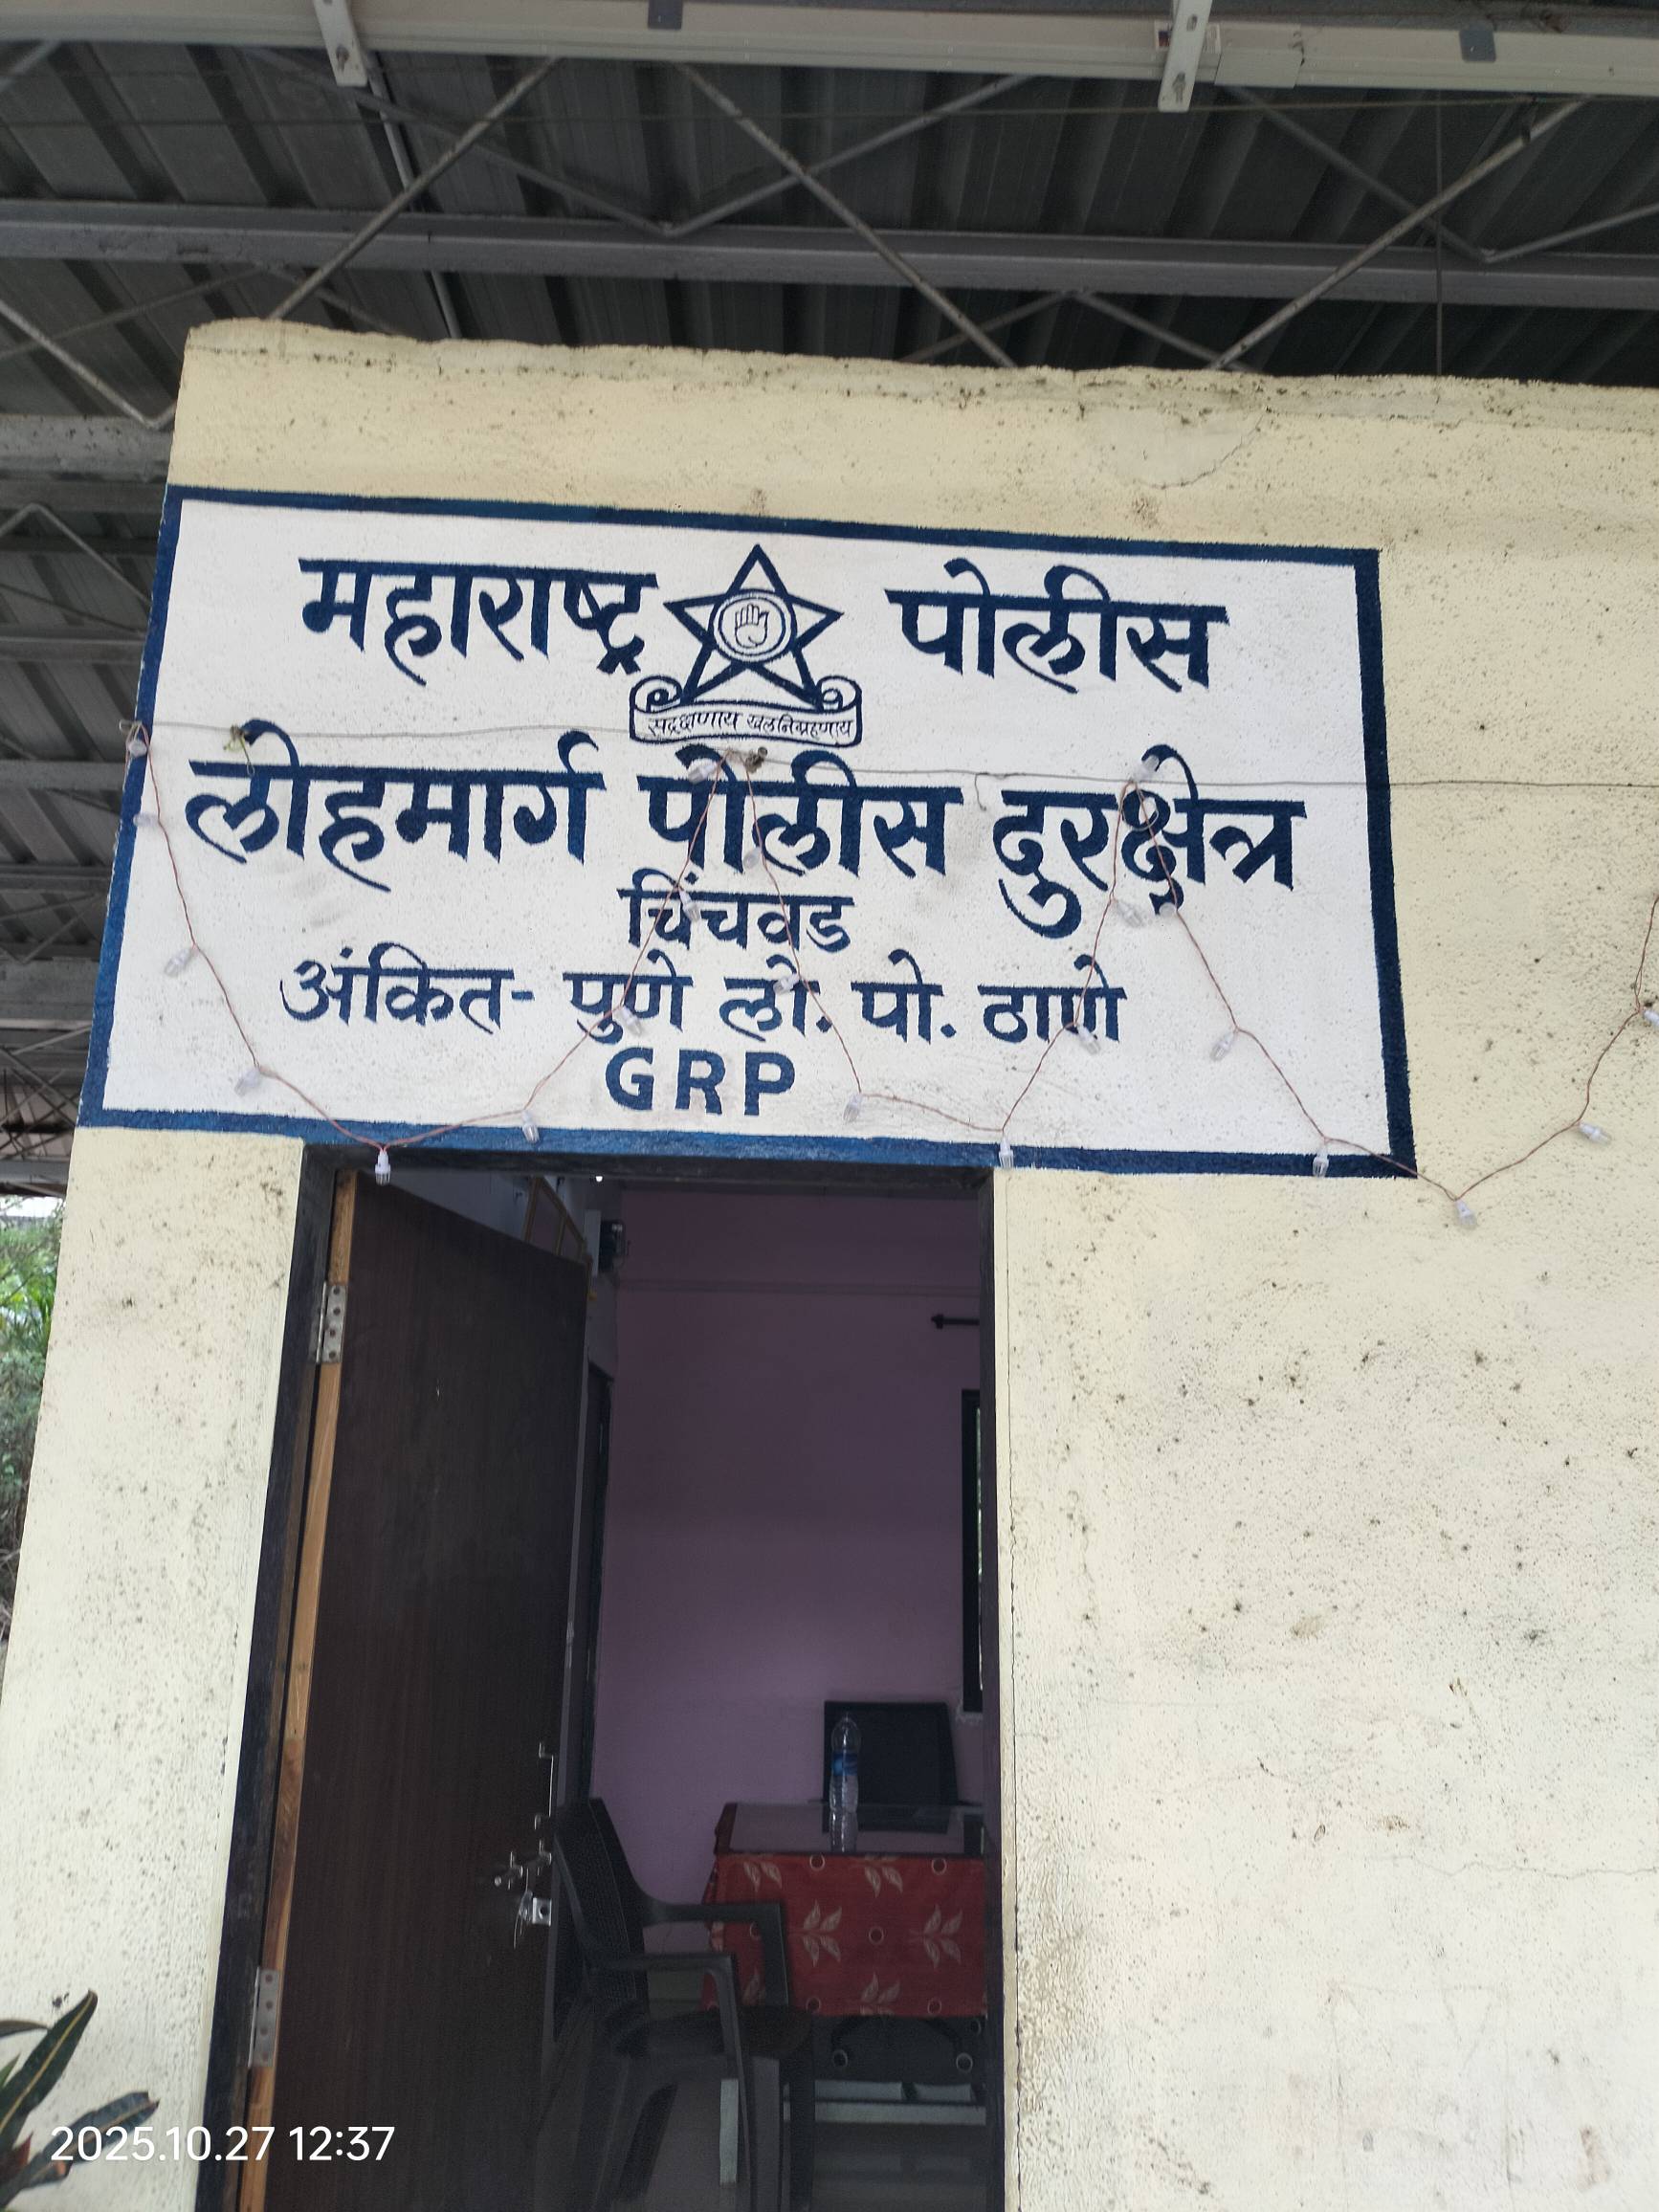 महाराष्ट्र पोलीस
सद्रक्षणाय खलनिग्रहणाय
लोहमार्ग पोलीस दुरक्षेत्र
चिंचवड
अंकित- पुणे लो. पो. ठाणे
GRP
2025.10.27 12:37